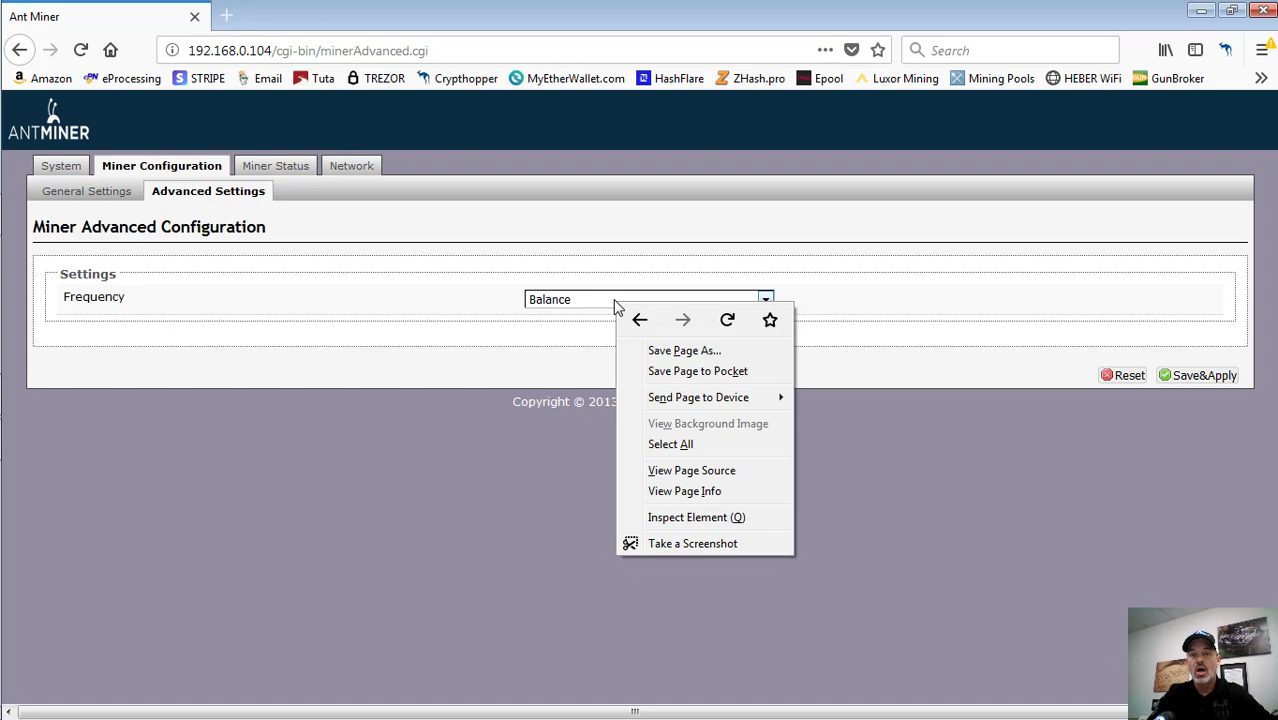 Ant Miner
192.168.0.104/cgi-bin/minerAdvanced.cgi
Search
Amazon
eProcessing
STRIPE
Email
Tuta
TREZOR
Crypthopper
MyEtherWallet.com
HashFlare
ZHash.pro
Epool
Luxor Mining
Mining Pools
HEBER WiFi
GunBroker
ANTMINER
System
Miner Configuration
Miner Status
Network
General Settings
Advanced Settings
Miner Advanced Configuration
Settings
Frequency
Balance
Save Page As...
Save Page to Pocket
Send Page to Device
View Background Image
Select All
View Page Source
View Page Info
Inspect Element (Q)
Take a Screenshot
Reset
Save&Apply
Copyright © 2013